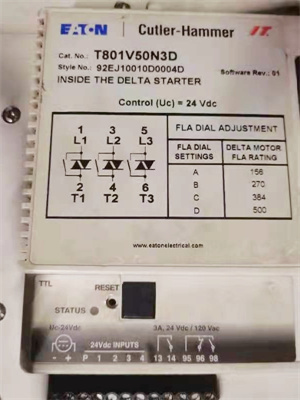 EATON Cutler-Hammer IT.
Cat. No.: T801V50N3D
Style No.: 92EJ10010D0004D
Software Rev.: 01
INSIDE THE DELTA STARTER
Control (Uc) = 24 Vdc
1 3 5
L1 L2 L3
2 4 6
T1 T2 T3
FLA DIAL ADJUSTMENT
FLA DIAL SETTINGS
DELTA MOTOR FLA RATING
A 156
B 270
C 384
D 500
www.eatonelectrical.com
TTL
RESET
STATUS
Uc/24Vdc
24Vdc INPUTS
3A, 24 Vdc / 120 Vac
- + P 1 2 3 4
13 14 95 96 98